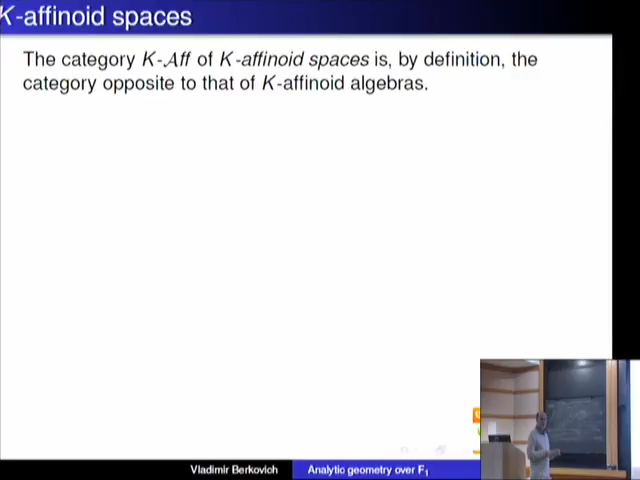 K-affinoid spaces
The category K-Aff of K-affinoid spaces is, by definition, the
category opposite to that of K-affinoid algebras.
Vladimir Berkovich Analytic geometry over F₁